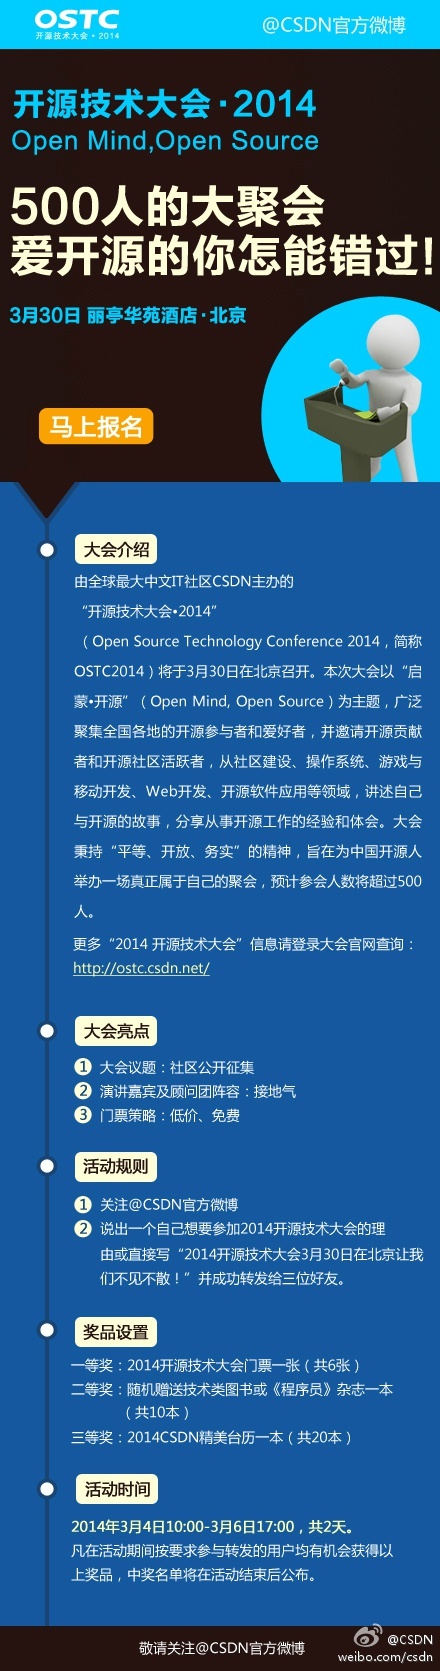 OSTC
开源技术大会·2014
@CSDN官方微博
开源技术大会·2014
Open Mind,Open Source
500人的大聚会
爱开源的你怎能错过!
3月30日 丽亭华苑酒店·北京
马上报名
大会介绍
由全球最大中文IT社区CSDN主办的
“开源技术大会•2014”
（Open Source Technology Conference 2014，简称
OSTC2014）将于3月30日在北京召开。本次大会以“启
蒙•开源”（Open Mind, Open Source）为主题，广泛
聚集全国各地的开源参与者和爱好者，并邀请开源贡献
者和开源社区活跃者，从社区建设、操作系统、游戏与
移动开发、Web开发、开源软件应用等领域，讲述自己
与开源的故事，分享从事开源工作的经验和体会。大会
秉持“平等、开放、务实”的精神，旨在为中国开源人
举办一场真正属于自己的聚会，预计参会人数将超过500
人。
更多“2014 开源技术大会”信息请登录大会官网查询：
http://ostc.csdn.net/
大会亮点
1 大会议题：社区公开征集
2 演讲嘉宾及顾问团阵容：接地气
3 门票策略：低价、免费
活动规则
1 关注@CSDN官方微博
2 说出一个自己想要参加2014开源技术大会的理
由或直接写“2014开源技术大会3月30日在北京让我
们不见不散！”并成功转发给三位好友。
奖品设置
一等奖：2014开源技术大会门票一张（共6张）
二等奖：随机赠送技术类图书或《程序员》杂志一本
（共10本）
三等奖：2014CSDN精美台历一本（共20本）
活动时间
2014年3月4日10:00-3月6日17:00，共2天。
凡在活动期间按要求参与转发的用户均有机会获得以
上奖品，中奖名单将在活动结束后公布。
敬请关注@CSDN官方微博
@CSDN
weibo.com/csdn